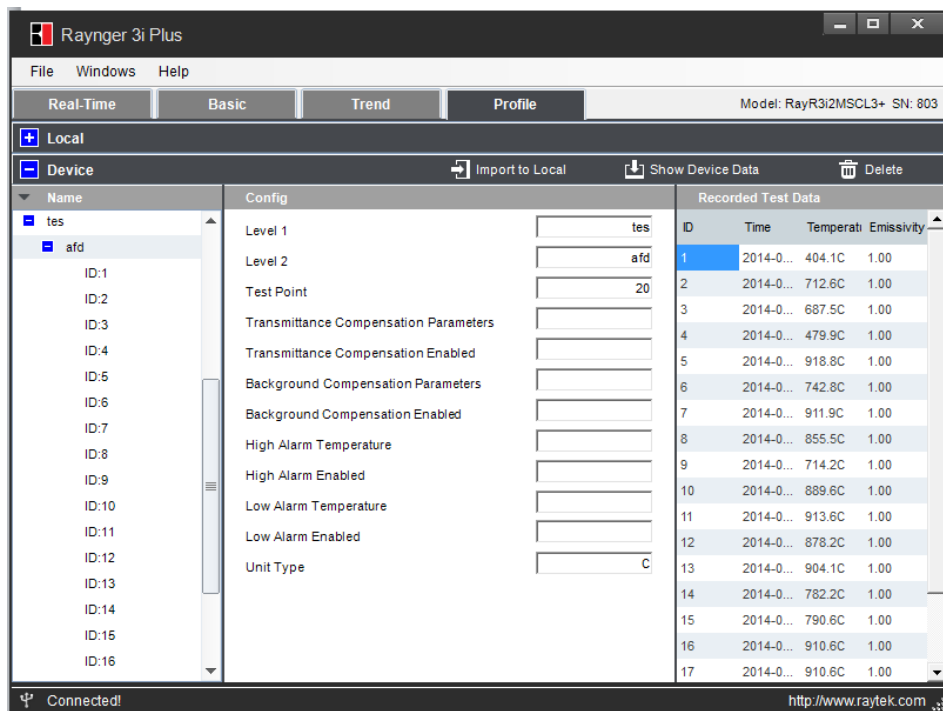 Raynger 3i Plus
File Windows Help
Real-Time Basic Trend Profile Model: RayR3i2MSCL3+ SN: 803
Local
Device Import to Local Show Device Data Delete
Name Config Recorded Test Data
tes
afd
ID:1
ID:2
ID:3
ID:4
ID:5
ID:6
ID:7
ID:8
ID:9
ID:10
ID:11
ID:12
ID:13
ID:14
ID:15
ID:16
Level 1 tes
Level 2 afd
Test Point 20
Transmittance Compensation Parameters
Transmittance Compensation Enabled
Background Compensation Parameters
Background Compensation Enabled
High Alarm Temperature
High Alarm Enabled
Low Alarm Temperature
Low Alarm Enabled
Unit Type C
ID Time Temperati Emissivity
1 2014-0... 404.1C 1.00
2 2014-0... 712.6C 1.00
3 2014-0... 687.5C 1.00
4 2014-0... 479.9C 1.00
5 2014-0... 918.8C 1.00
6 2014-0... 742.8C 1.00
7 2014-0... 911.9C 1.00
8 2014-0... 855.5C 1.00
9 2014-0... 714.2C 1.00
10 2014-0... 889.6C 1.00
11 2014-0... 913.6C 1.00
12 2014-0... 878.2C 1.00
13 2014-0... 904.1C 1.00
14 2014-0... 782.2C 1.00
15 2014-0... 790.6C 1.00
16 2014-0... 910.6C 1.00
17 2014-0... 910.6C 1.00
Connected! http://www.raytek.com